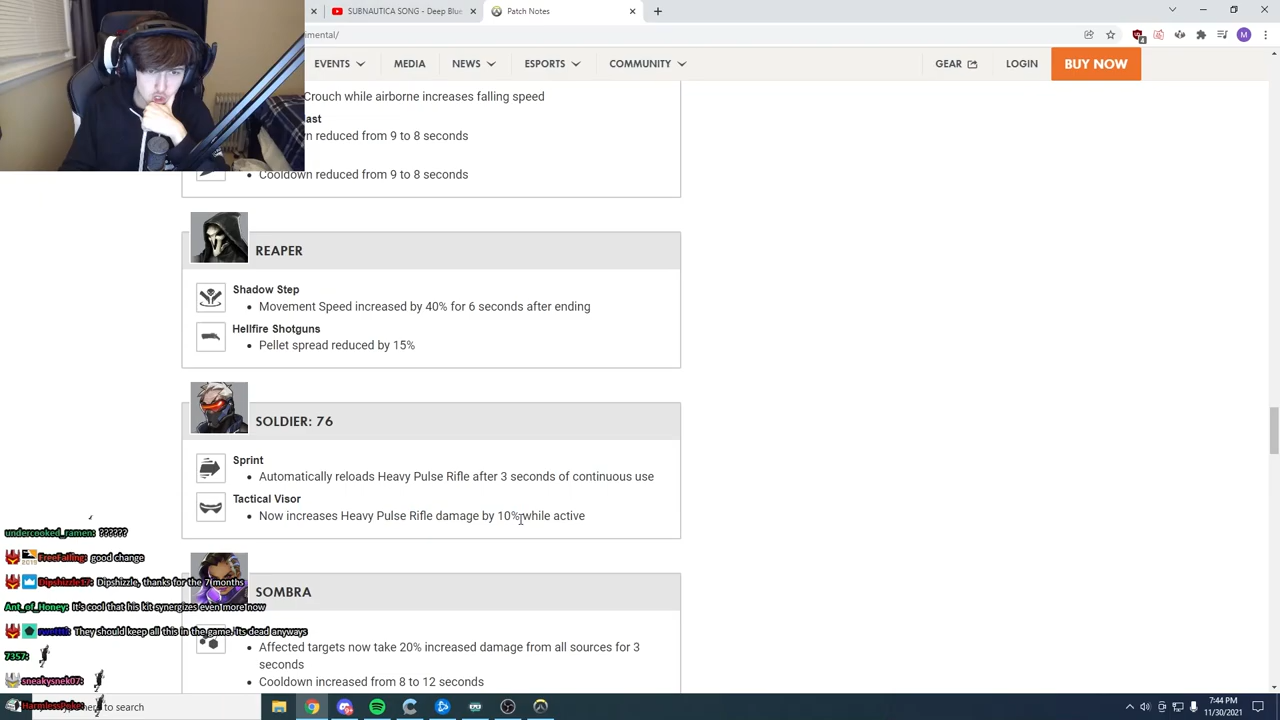 SUBNAUTICA SONG - Deep Blue
Patch Notes
mental/
EVENTS
MEDIA
NEWS
ESPORTS
COMMUNITY
GEAR
LOGIN
BUY NOW
Crouch while airborne increases falling speed
ast
n reduced from 9 to 8 seconds
Cooldown reduced from 9 to 8 seconds
REAPER
Shadow Step
Movement Speed increased by 40% for 6 seconds after ending
Hellfire Shotguns
Pellet spread reduced by 15%
SOLDIER: 76
Sprint
Automatically reloads Heavy Pulse Rifle after 3 seconds of continuous use
Tactical Visor
Now increases Heavy Pulse Rifle damage by 10% while active
SOMBRA
Affected targets now take 20% increased damage from all sources for 3
seconds
Cooldown increased from 8 to 12 seconds
undercooked_ramen: ??????
FreeFalling: good change
Dipshizzle17: Dipshizzle, thanks for the 7 months
Ant_of_Honey: It's cool that his kit synergizes even more now
They should keep all this in the game. Its dead anyways
7357:
sneakysnek07:
here to search
7:44 PM
11/30/2021